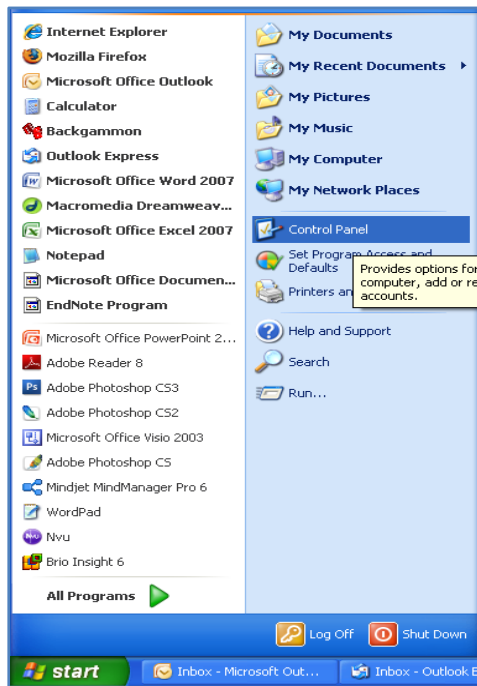 Internet Explorer
Mozilla Firefox
Microsoft Office Outlook
Calculator
Backgammon
Outlook Express
Microsoft Office Word 2007
Macromedia Dreamweav...
Microsoft Office Excel 2007
Notepad
Microsoft Office Documen...
EndNote Program
Microsoft Office PowerPoint 2...
Adobe Reader 8
Adobe Photoshop CS3
Adobe Photoshop CS2
Microsoft Office Visio 2003
Adobe Photoshop CS
Mindjet MindManager Pro 6
WordPad
Nvu
Brio Insight 6
All Programs
My Documents
My Recent Documents
My Pictures
My Music
My Computer
My Network Places
Control Panel
Set Program Access and
Defaults
Printers an
Provides options for
computer, add or re
accounts.
Help and Support
Search
Run...
Log Off
Shut Down
start
Inbox - Microsoft Out...
Inbox - Outlook E